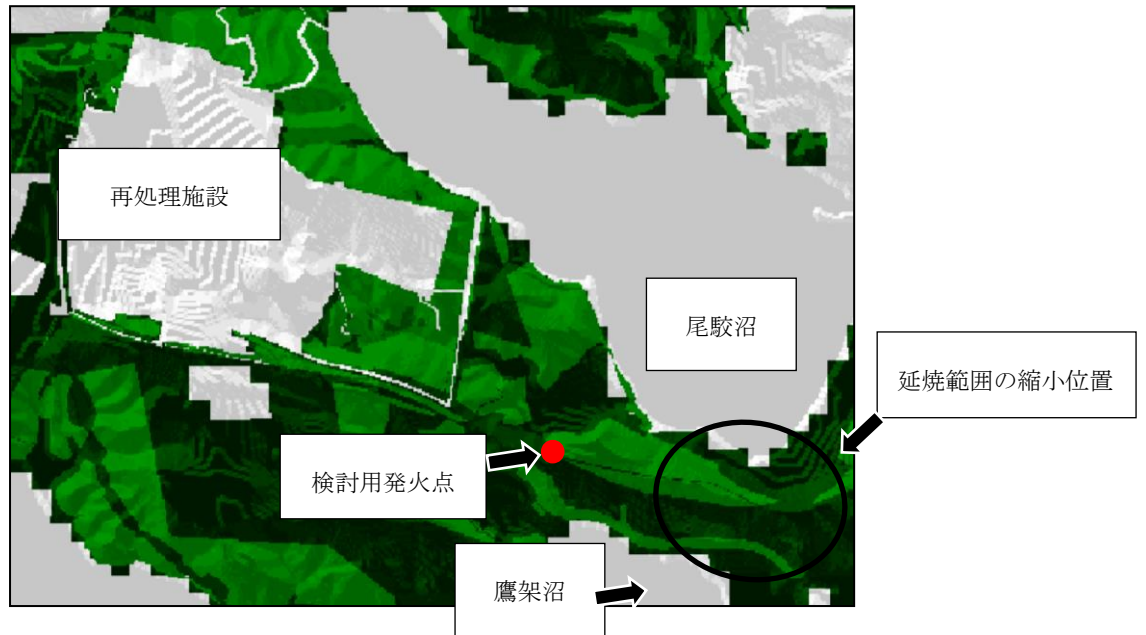 再処理施設
尾駮沼
延焼範囲の縮小位置
検討用発火点
鷹架沼